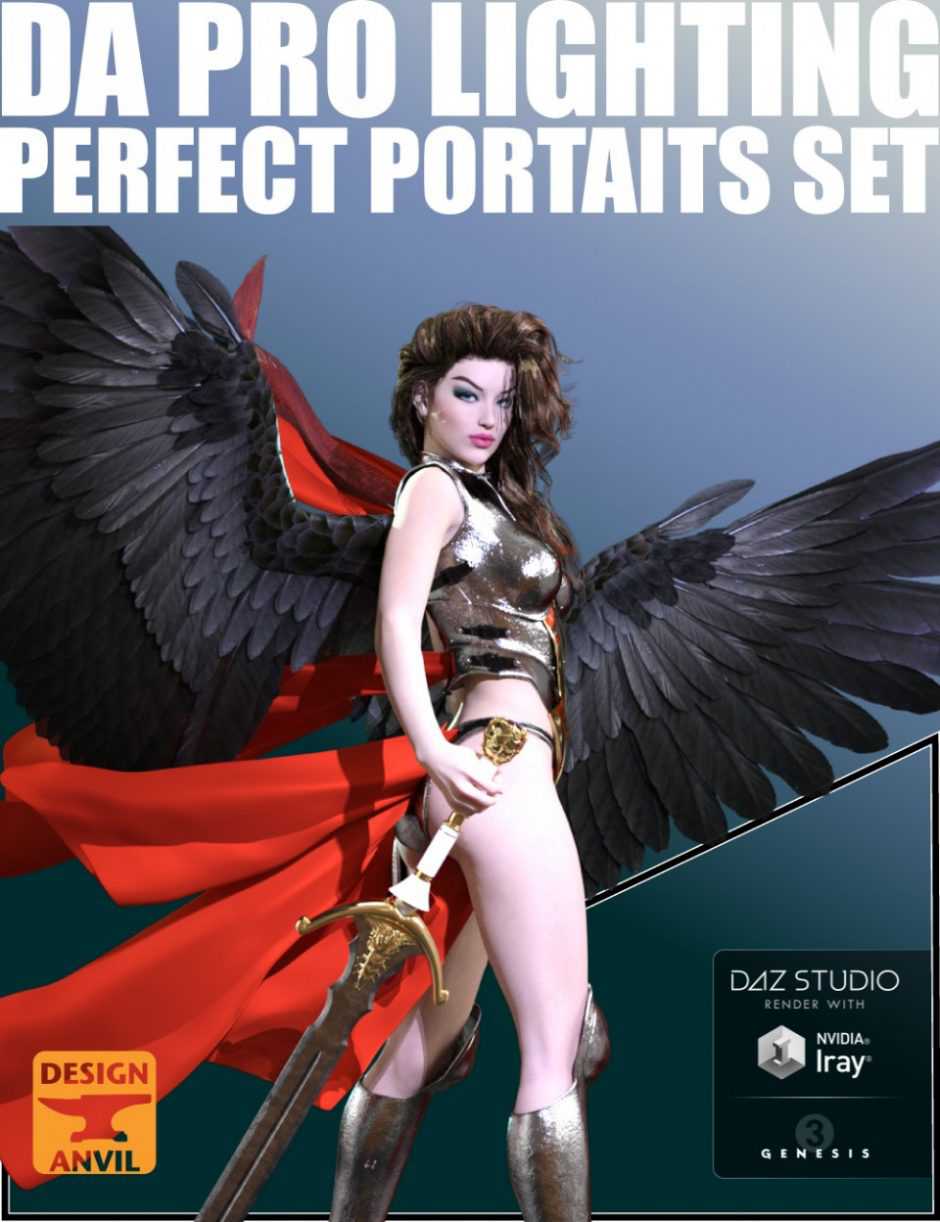 DA PRO LIGHTING
PERFECT PORTAITS SET
DAZ STUDIO
RENDER WITH
NVIDIA®
Iray®
3
GENESIS
DESIGN
ANVIL